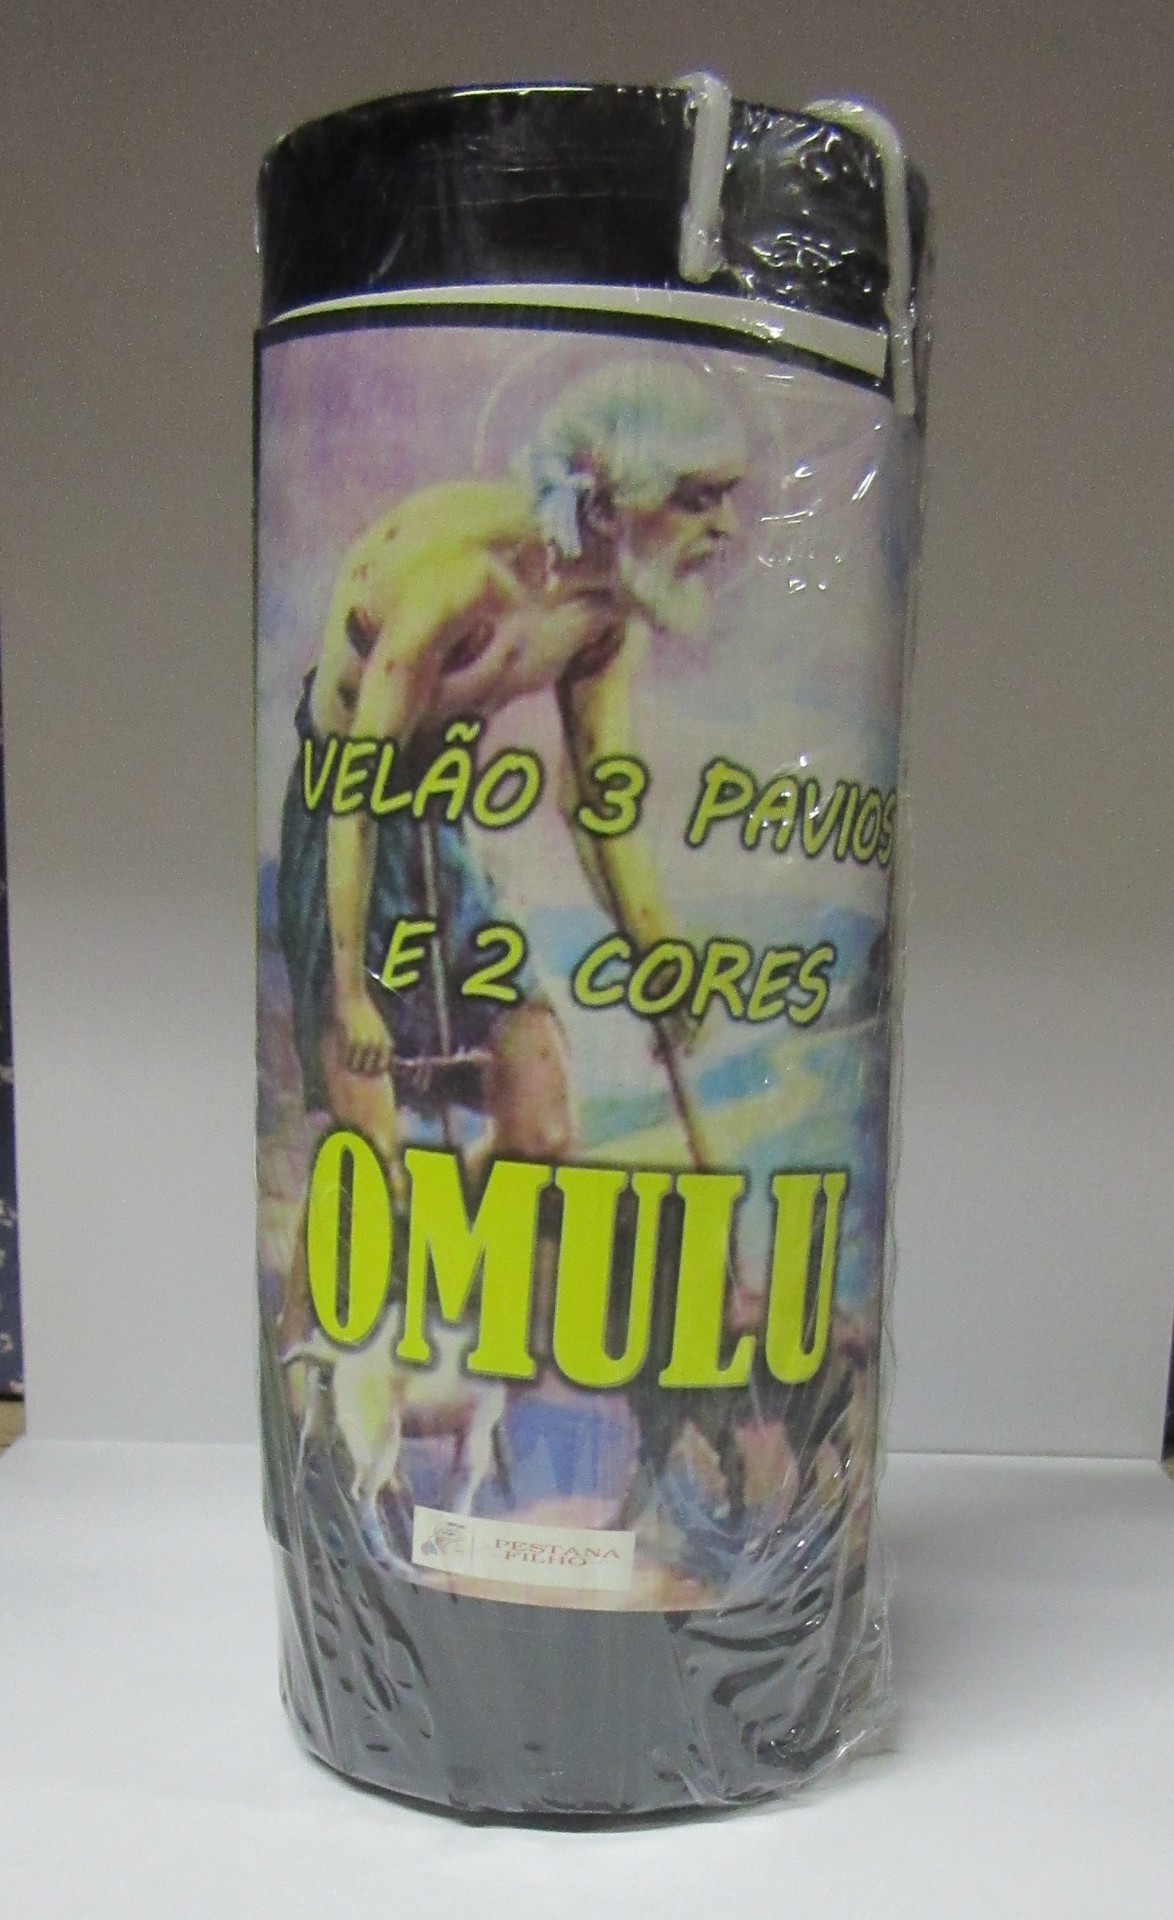 VELÃO 3 PAVIOS
E 2 CORES
OMULU
PESTANA
FILHO